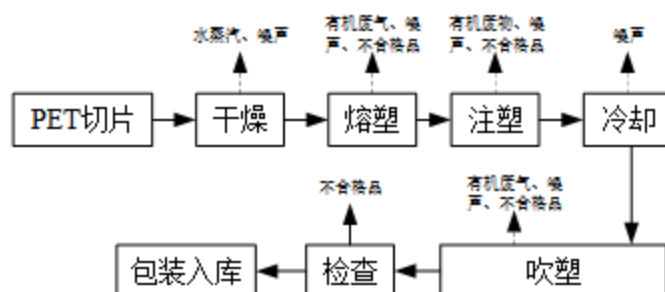 水蒸汽、噪声
有机废气、噪
声、不合格品
有机废物、噪
声、不合格品
噪声
PET切片
干燥
熔塑
注塑
冷却
不合格品
有机废气、噪
声、不合格品
包装入库
检查
吹塑